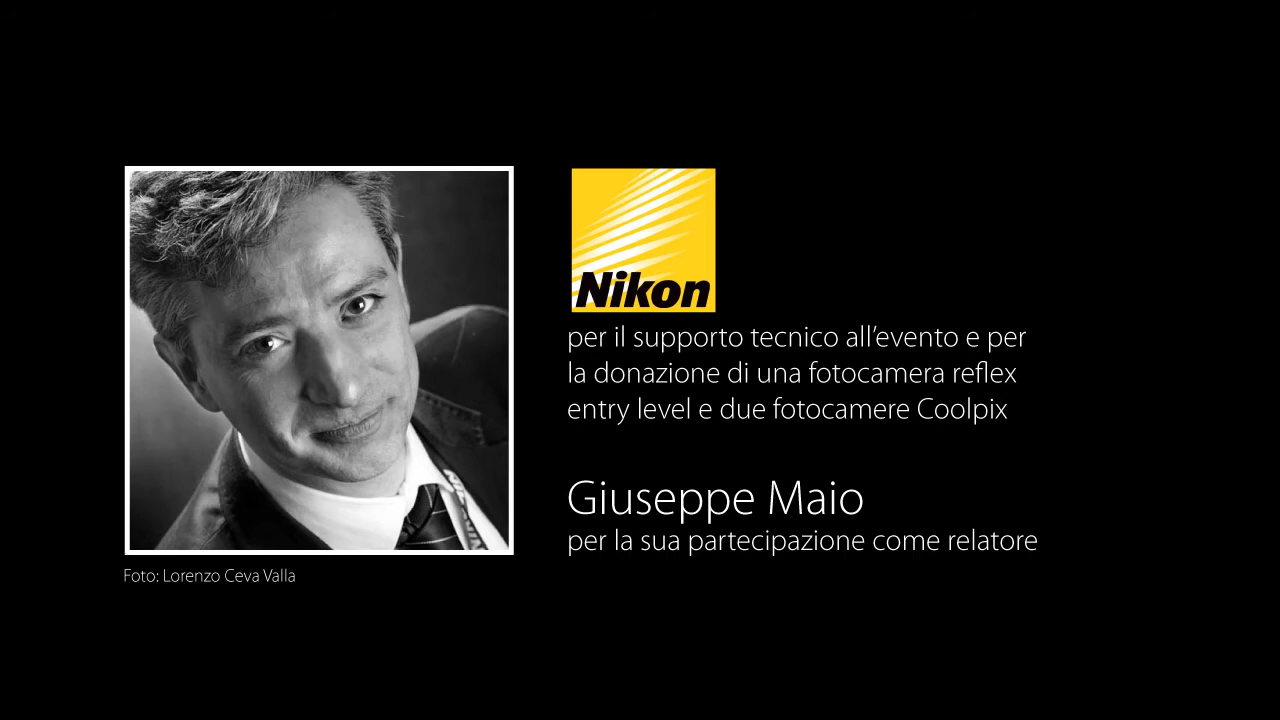 Nikon
per il supporto tecnico all’evento e per
la donazione di una fotocamera reflex
entry level e due fotocamere Coolpix
Giuseppe Maio
per la sua partecipazione come relatore
Foto: Lorenzo Ceva Valla